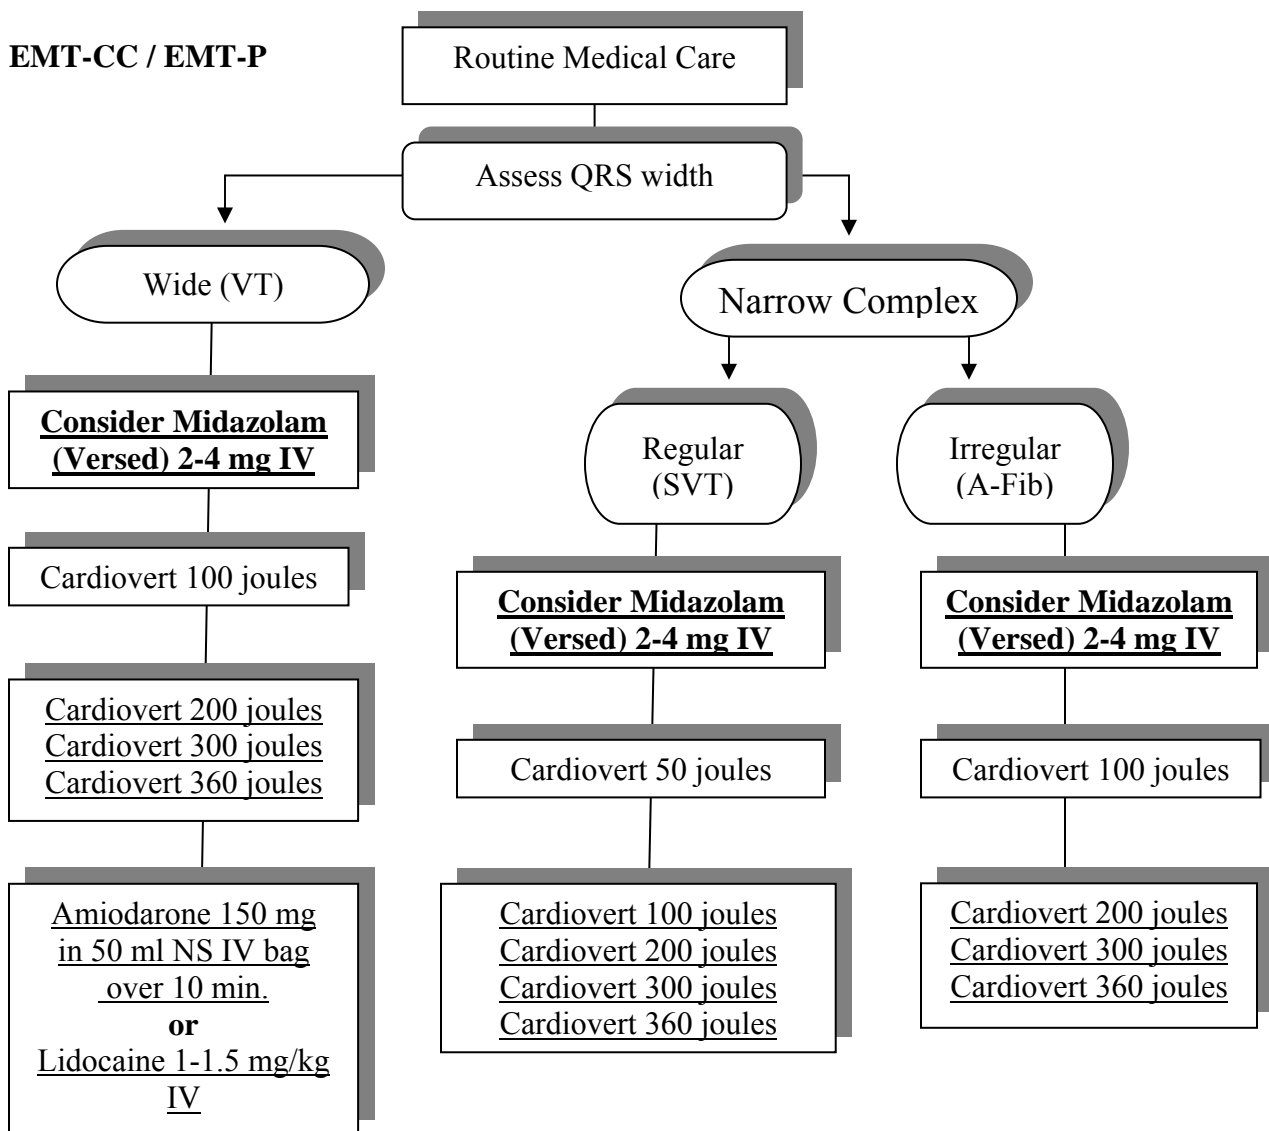 EMT-CC / EMT-P
Routine Medical Care
Assess QRS width
Wide (VT)
Consider Midazolam
(Versed) 2-4 mg IV
Cardiovert 100 joules
Cardiovert 200 joules
Cardiovert 300 joules
Cardiovert 360 joules
Amiodarone 150 mg
in 50 ml NS IV bag
over 10 min.
or
Lidocaine 1-1.5 mg/kg
IV
Narrow Complex
Regular
(SVT)
Consider Midazolam
(Versed) 2-4 mg IV
Cardiovert 50 joules
Cardiovert 100 joules
Cardiovert 200 joules
Cardiovert 300 joules
Cardiovert 360 joules
Irregular
(A-Fib)
Consider Midazolam
(Versed) 2-4 mg IV
Cardiovert 100 joules
Cardiovert 200 joules
Cardiovert 300 joules
Cardiovert 360 joules